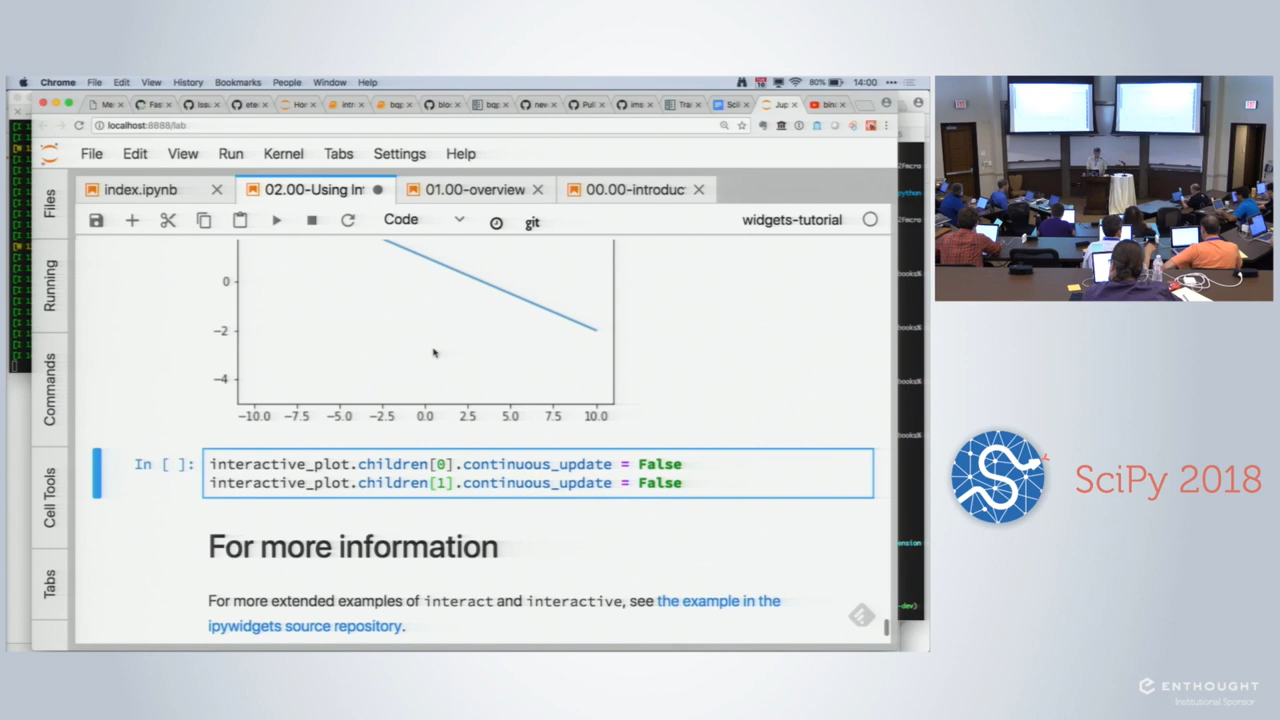 Chrome File Edit View History Bookmarks People Window Help 80% 14:00
localhost:8888/lab
File Edit View Run Kernel Tabs Settings Help
index.ipynb 02.00-Using Int 01.00-overview 00.00-introduc
Code git widgets-tutorial
Files
Running
Commands
Cell Tools
Tabs
0
−2
−4
−10.0 −7.5 −5.0 −2.5 0.0 2.5 5.0 7.5 10.0
In [ ]: interactive_plot.children[0].continuous_update = False
interactive_plot.children[1].continuous_update = False
For more information
For more extended examples of interact and interactive, see the example in the
ipywidgets source repository.
SciPy 2018
ENTHOUGHT
Institutional Sponsor